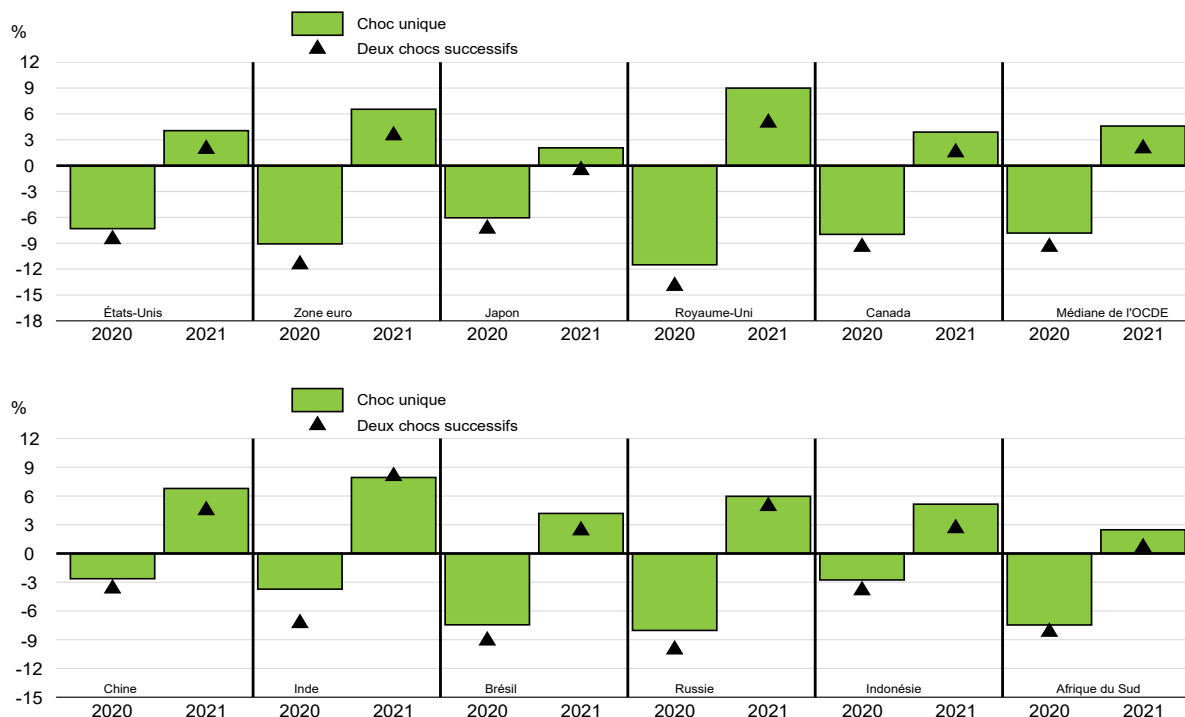 Choc unique
%
Deux chocs successifs
12
9
6
3
0
-3
-6
-9
-12
-15
-18
États-Unis Zone euro Japon Royaume-Uni Canada Médiane de l'OCDE
2020 2021 2020 2021 2020 2021 2020 2021 2020 2021 2020 2021
Choc unique
%
Deux chocs successifs
12
9
6
3
0
-3
-6
-9
-12
-15
Chine Inde Brésil Russie Indonésie Afrique du Sud
2020 2021 2020 2021 2020 2021 2020 2021 2020 2021 2020 2021